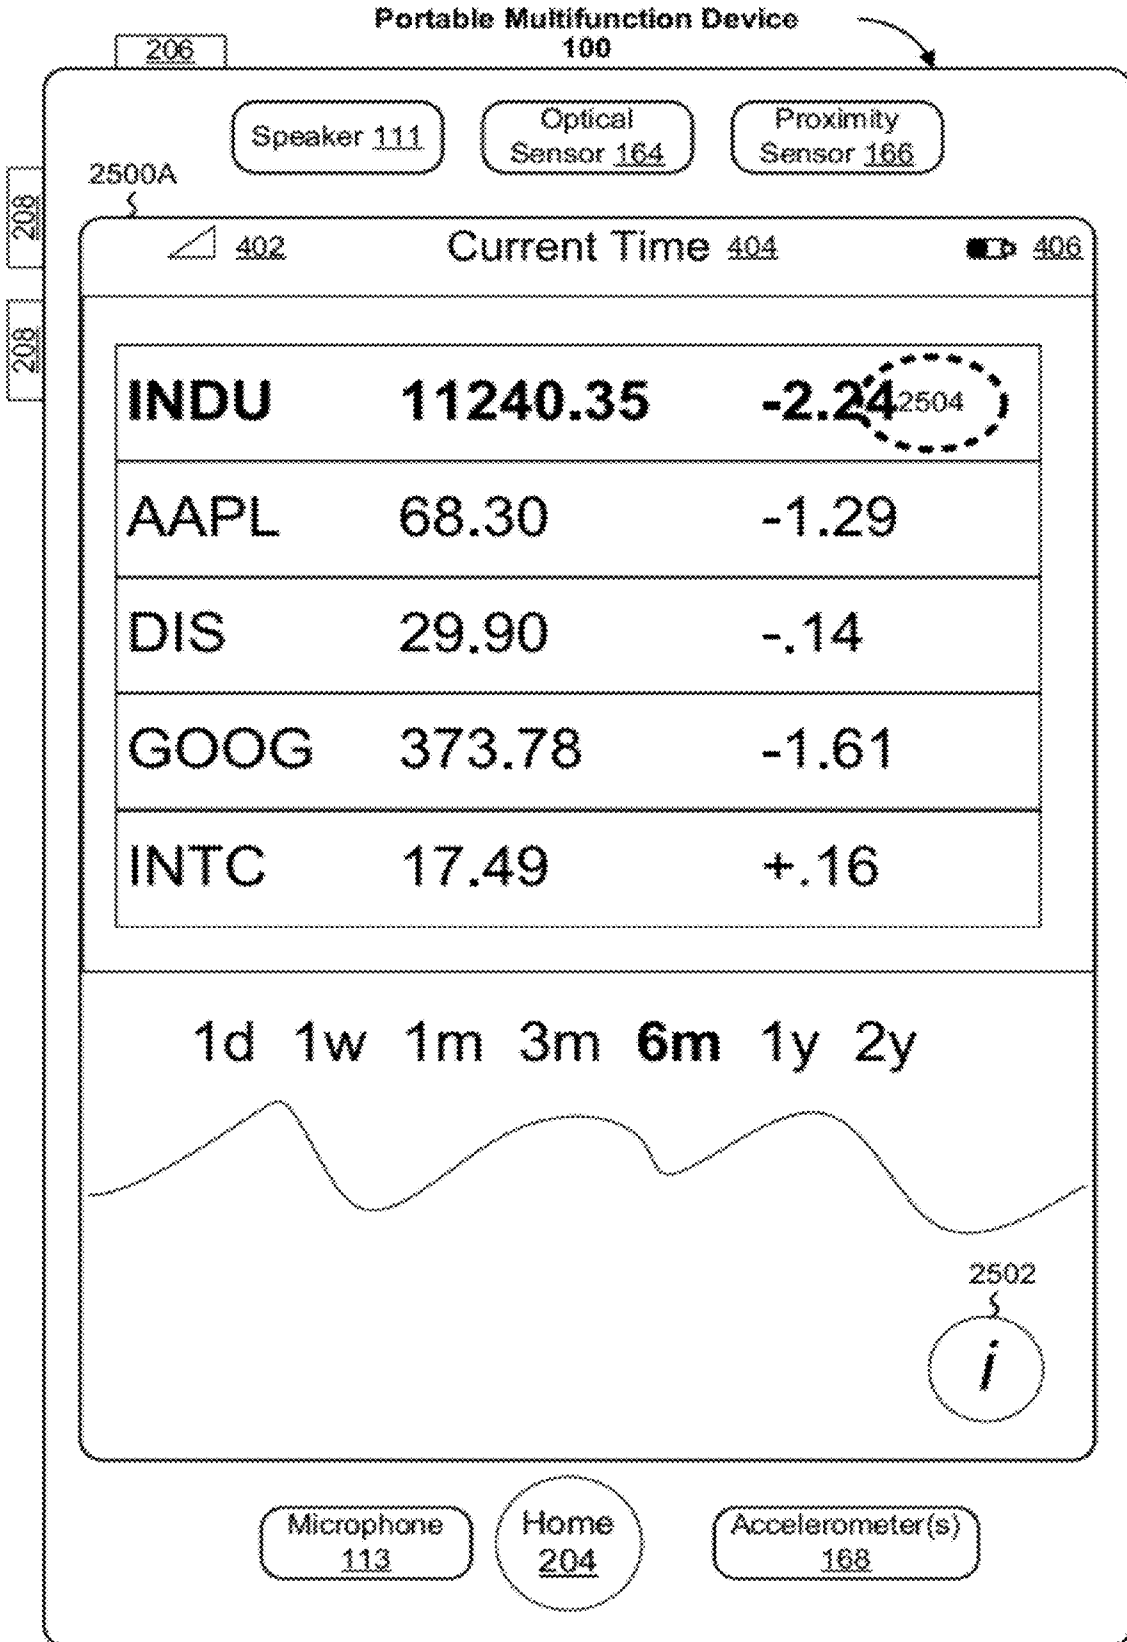 Portable Multifunction Device
100
206
Speaker 111
Optical
Sensor 164
Proximity
Sensor 166
2500A
208
208
402
Current Time 404
406
INDU 11240.35 -2.24 2504
AAPL 68.30 -1.29
DIS 29.90 -.14
GOOG 373.78 -1.61
INTC 17.49 +.16
1d 1w 1m 3m 6m 1y 2y
2502
i
Microphone
113
Home
204
Accelerometer(s)
168